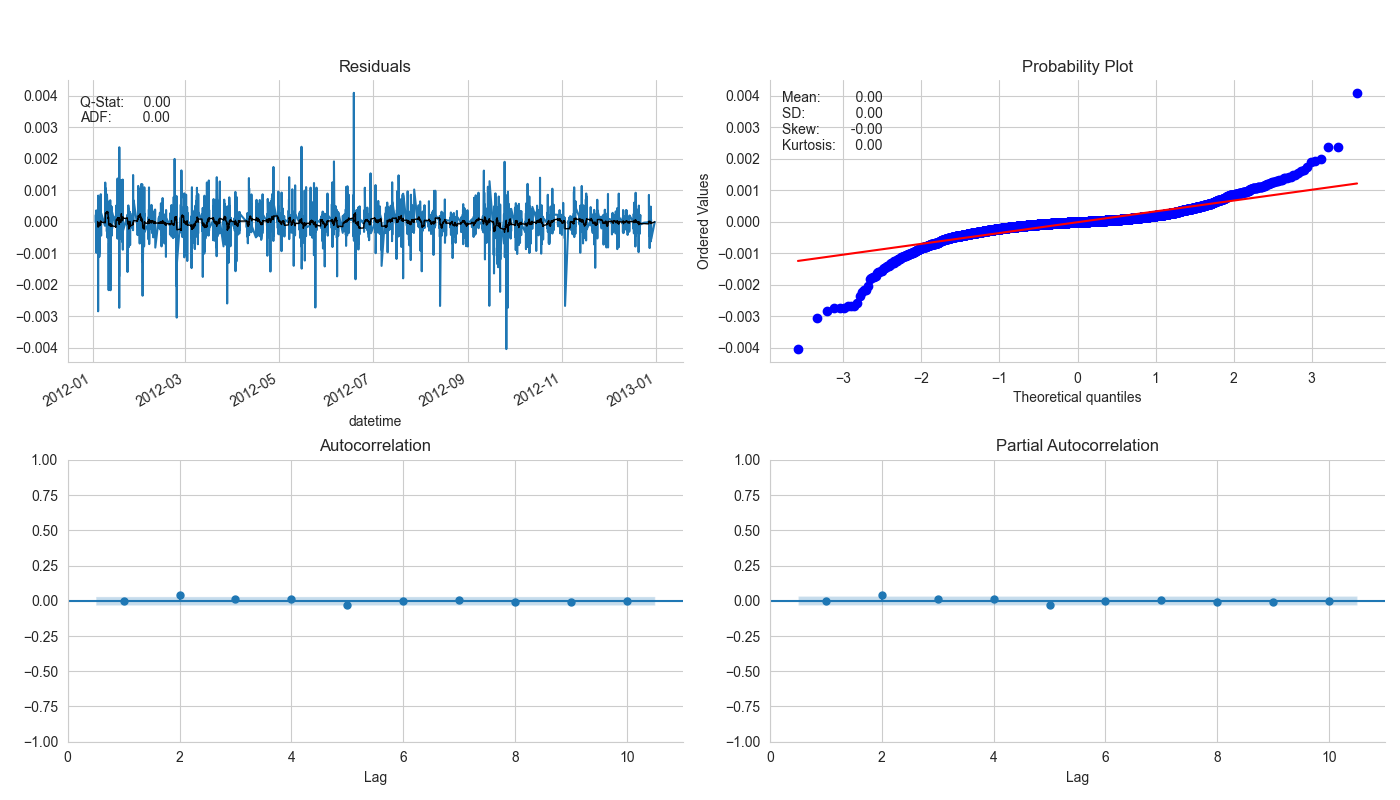 Residuals
Q-Stat: 0.00
ADF: 0.00
0.004
0.003
0.002
0.001
0.000
−0.001
−0.002
−0.003
−0.004
2012-01
2012-03
2012-05
2012-07
2012-09
2012-11
2013-01
datetime
Probability Plot
Mean: 0.00
SD: 0.00
Skew: -0.00
Kurtosis: 0.00
Ordered Values
0.004
0.003
0.002
0.001
0.000
−0.001
−0.002
−0.003
−0.004
−3 −2 −1 0 1 2 3
Theoretical quantiles
Autocorrelation
1.00
0.75
0.50
0.25
0.00
−0.25
−0.50
−0.75
−1.00
0 2 4 6 8 10
Lag
Partial Autocorrelation
1.00
0.75
0.50
0.25
0.00
−0.25
−0.50
−0.75
−1.00
0 2 4 6 8 10
Lag